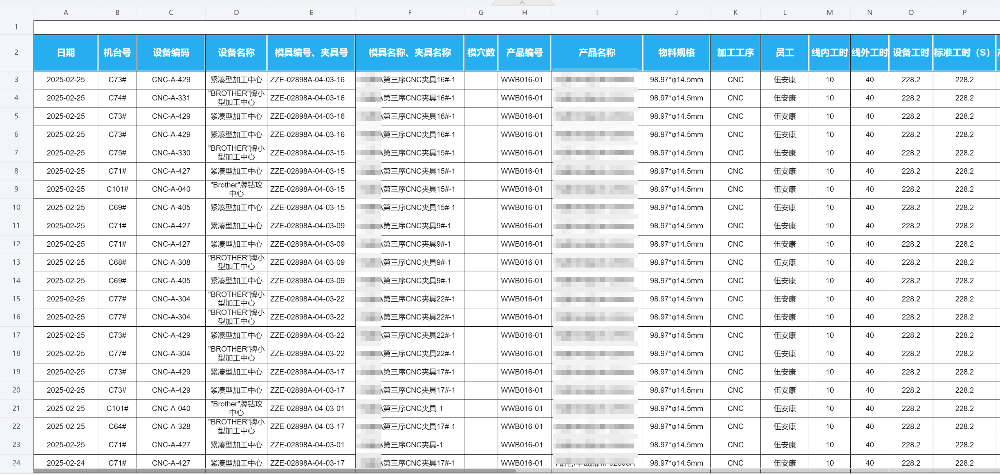 A B C D E F G H I J K L M N O P
1
2 日期 机台号 设备编码 设备名称 模具编号、夹具号 模具名称、夹具名称 模穴数 产品编号 产品名称 物料规格 加工工序 员工 线内工时 线外工时 设备工时 标准工时（S）
3 2025-02-25 C73# CNC-A-429 紧凑型加工中心 ZZE-02898A-04-03-16 第三序CNC夹具16#-1 WWB016-01 98.97*φ14.5mm CNC 伍安康 10 40 228.2 228.2
4 2025-02-25 C74# CNC-A-331 "BROTHER"牌小型加工中心 ZZE-02898A-04-03-16 第三序CNC夹具16#-1 WWB016-01 98.97*φ14.5mm CNC 伍安康 10 40 228.2 228.2
5 2025-02-25 C73# CNC-A-429 紧凑型加工中心 ZZE-02898A-04-03-16 第三序CNC夹具16#-1 WWB016-01 98.97*φ14.5mm CNC 伍安康 10 40 228.2 228.2
6 2025-02-25 C73# CNC-A-429 紧凑型加工中心 ZZE-02898A-04-03-16 第三序CNC夹具16#-1 WWB016-01 98.97*φ14.5mm CNC 伍安康 10 40 228.2 228.2
7 2025-02-25 C75# CNC-A-330 "BROTHER"牌小型加工中心 ZZE-02898A-04-03-15 第三序CNC夹具15#-1 WWB016-01 98.97*φ14.5mm CNC 伍安康 10 40 228.2 228.2
8 2025-02-25 C71# CNC-A-427 紧凑型加工中心 ZZE-02898A-04-03-15 第三序CNC夹具15#-1 WWB016-01 98.97*φ14.5mm CNC 伍安康 10 40 228.2 228.2
9 2025-02-25 C101# CNC-A-040 "Brother"牌钻攻中心 ZZE-02898A-04-03-15 第三序CNC夹具15#-1 WWB016-01 98.97*φ14.5mm CNC 伍安康 10 40 228.2 228.2
10 2025-02-25 C69# CNC-A-405 紧凑型加工中心 ZZE-02898A-04-03-15 第三序CNC夹具15#-1 WWB016-01 98.97*φ14.5mm CNC 伍安康 10 40 228.2 228.2
11 2025-02-25 C71# CNC-A-427 紧凑型加工中心 ZZE-02898A-04-03-09 第三序CNC夹具9#-1 WWB016-01 98.97*φ14.5mm CNC 伍安康 10 40 228.2 228.2
12 2025-02-25 C71# CNC-A-427 紧凑型加工中心 ZZE-02898A-04-03-09 第三序CNC夹具9#-1 WWB016-01 98.97*φ14.5mm CNC 伍安康 10 40 228.2 228.2
13 2025-02-25 C68# CNC-A-308 "BROTHER"牌小型加工中心 ZZE-02898A-04-03-09 第三序CNC夹具9#-1 WWB016-01 98.97*φ14.5mm CNC 伍安康 10 40 228.2 228.2
14 2025-02-25 C69# CNC-A-405 紧凑型加工中心 ZZE-02898A-04-03-09 第三序CNC夹具9#-1 WWB016-01 98.97*φ14.5mm CNC 伍安康 10 40 228.2 228.2
15 2025-02-25 C77# CNC-A-304 "BROTHER"牌小型加工中心 ZZE-02898A-04-03-22 第三序CNC夹具22#-1 WWB016-01 98.97*φ14.5mm CNC 伍安康 10 40 228.2 228.2
16 2025-02-25 C77# CNC-A-304 "BROTHER"牌小型加工中心 ZZE-02898A-04-03-22 第三序CNC夹具22#-1 WWB016-01 98.97*φ14.5mm CNC 伍安康 10 40 228.2 228.2
17 2025-02-25 C73# CNC-A-429 紧凑型加工中心 ZZE-02898A-04-03-22 第三序CNC夹具22#-1 WWB016-01 98.97*φ14.5mm CNC 伍安康 10 40 228.2 228.2
18 2025-02-25 C77# CNC-A-304 "BROTHER"牌小型加工中心 ZZE-02898A-04-03-22 第三序CNC夹具22#-1 WWB016-01 98.97*φ14.5mm CNC 伍安康 10 40 228.2 228.2
19 2025-02-25 C73# CNC-A-429 紧凑型加工中心 ZZE-02898A-04-03-17 第三序CNC夹具17#-1 WWB016-01 98.97*φ14.5mm CNC 伍安康 10 40 228.2 228.2
20 2025-02-25 C73# CNC-A-429 紧凑型加工中心 ZZE-02898A-04-03-17 第三序CNC夹具17#-1 WWB016-01 98.97*φ14.5mm CNC 伍安康 10 40 228.2 228.2
21 2025-02-25 C101# CNC-A-040 "Brother"牌钻攻中心 ZZE-02898A-04-03-01 第三序CNC夹具-1 WWB016-01 98.97*φ14.5mm CNC 伍安康 10 40 228.2 228.2
22 2025-02-25 C64# CNC-A-328 "BROTHER"牌小型加工中心 ZZE-02898A-04-03-17 第三序CNC夹具17#-1 WWB016-01 98.97*φ14.5mm CNC 伍安康 10 40 228.2 228.2
23 2025-02-25 C71# CNC-A-427 紧凑型加工中心 ZZE-02898A-04-03-01 第三序CNC夹具-1 WWB016-01 98.97*φ14.5mm CNC 伍安康 10 40 228.2 228.2
24 2025-02-24 C71# CNC-A-427 紧凑型加工中心 ZZE-02898A-04-03-17 第三序CNC夹具17#-1 WWB016-01 98.97*φ14.5mm CNC 伍安康 10 40 228.2 228.2